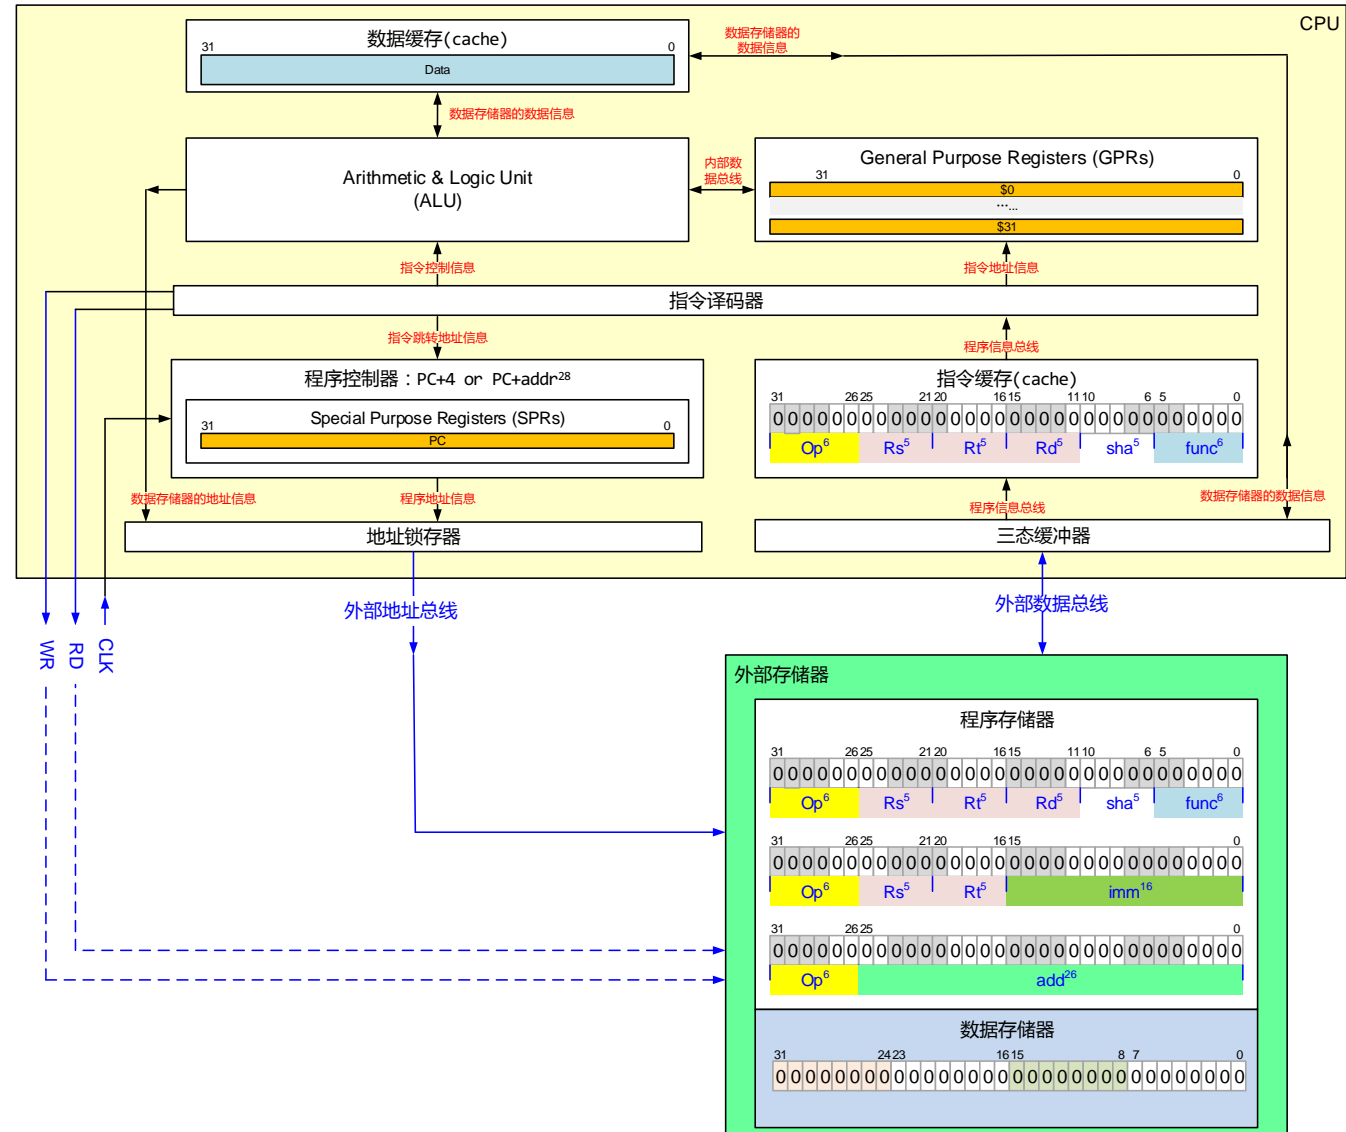 CPU
数据缓存(cache)
31 0
Data
数据存储器的
数据信息
数据存储器的数据信息
Arithmetic & Logic Unit
(ALU)
内部数
据总线
General Purpose Registers (GPRs)
31 0
$0
…...
$31
指令控制信息
指令地址信息
指令译码器
指令跳转地址信息
程序信息总线
程序控制器：PC+4 or PC+addr28
Special Purpose Registers (SPRs)
31 0
PC
指令缓存(cache)
31 26 25 21 20 16 15 11 10 6 5 0
00000000000000000000000000000000
Op6 Rs5 Rt5 Rd5 sha5 func6
数据存储器的地址信息
程序地址信息
程序信息总线
数据存储器的数据信息
地址锁存器
三态缓冲器
外部地址总线
外部数据总线
WR
RD
CLK
外部存储器
程序存储器
31 26 25 21 20 16 15 11 10 6 5 0
00000000000000000000000000000000
Op6 Rs5 Rt5 Rd5 sha5 func6
31 26 25 21 20 16 15 0
00000000000000000000000000000000
Op6 Rs5 Rt5 imm16
31 26 25 0
00000000000000000000000000000000
Op6 add26
数据存储器
31 24 23 16 15 8 7 0
00000000000000000000000000000000